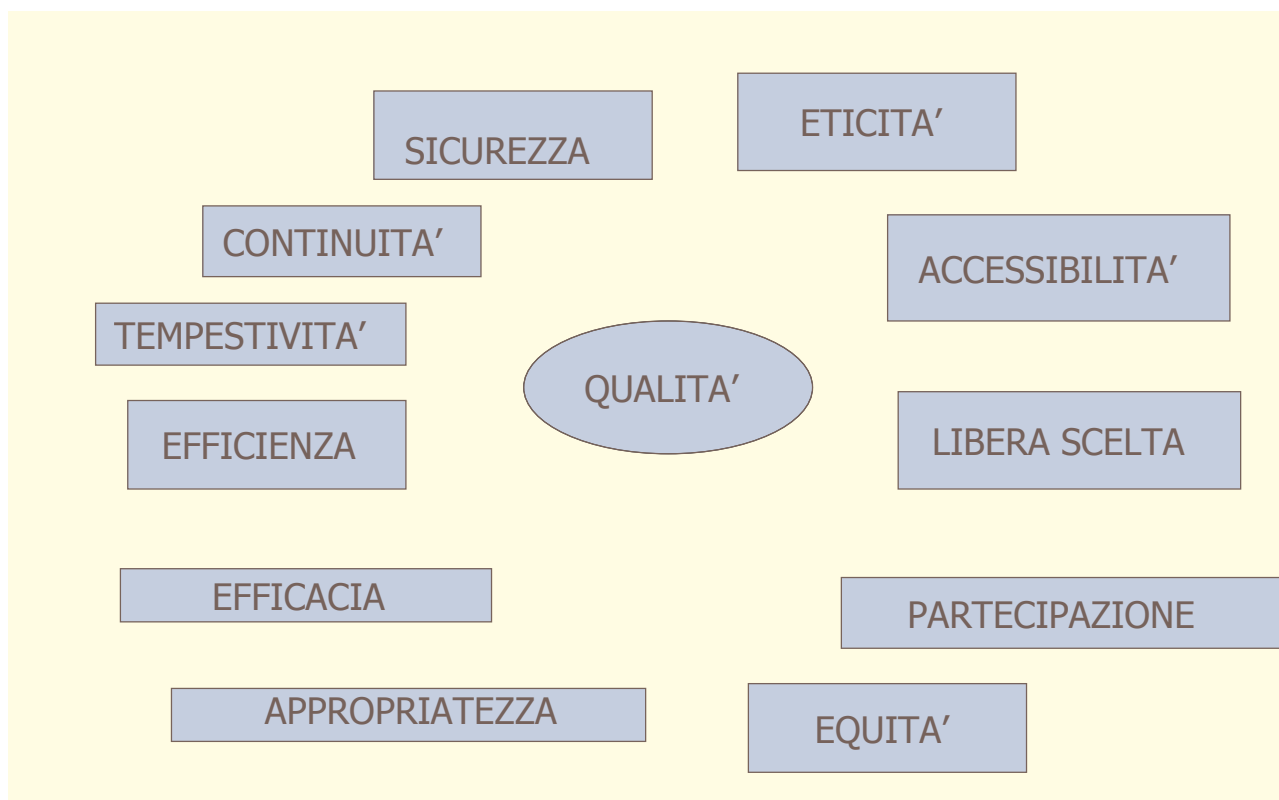 ETICITA’
SICUREZZA
CONTINUITA’
ACCESSIBILITA’
TEMPESTIVITA’
QUALITA’
EFFICIENZA
LIBERA SCELTA
EFFICACIA
PARTECIPAZIONE
APPROPRIATEZZA
EQUITA’